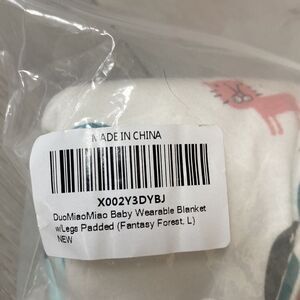 MADE IN CHINA
X002Y3DYBJ
DuoMiaoMiao Baby Wearable Blanket
w/Legs Padded (Fantasy Forest, L)
NEW